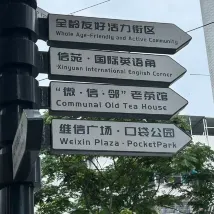 全龄友好活力街区
Whole Age-Friendly and Active Community
信苑·国际英语角
Xinyuan International English Corner
“微·信·邻”老茶馆
Communal Old Tea House
维信广场·口袋公园
Weixin Plaza·PocketPark